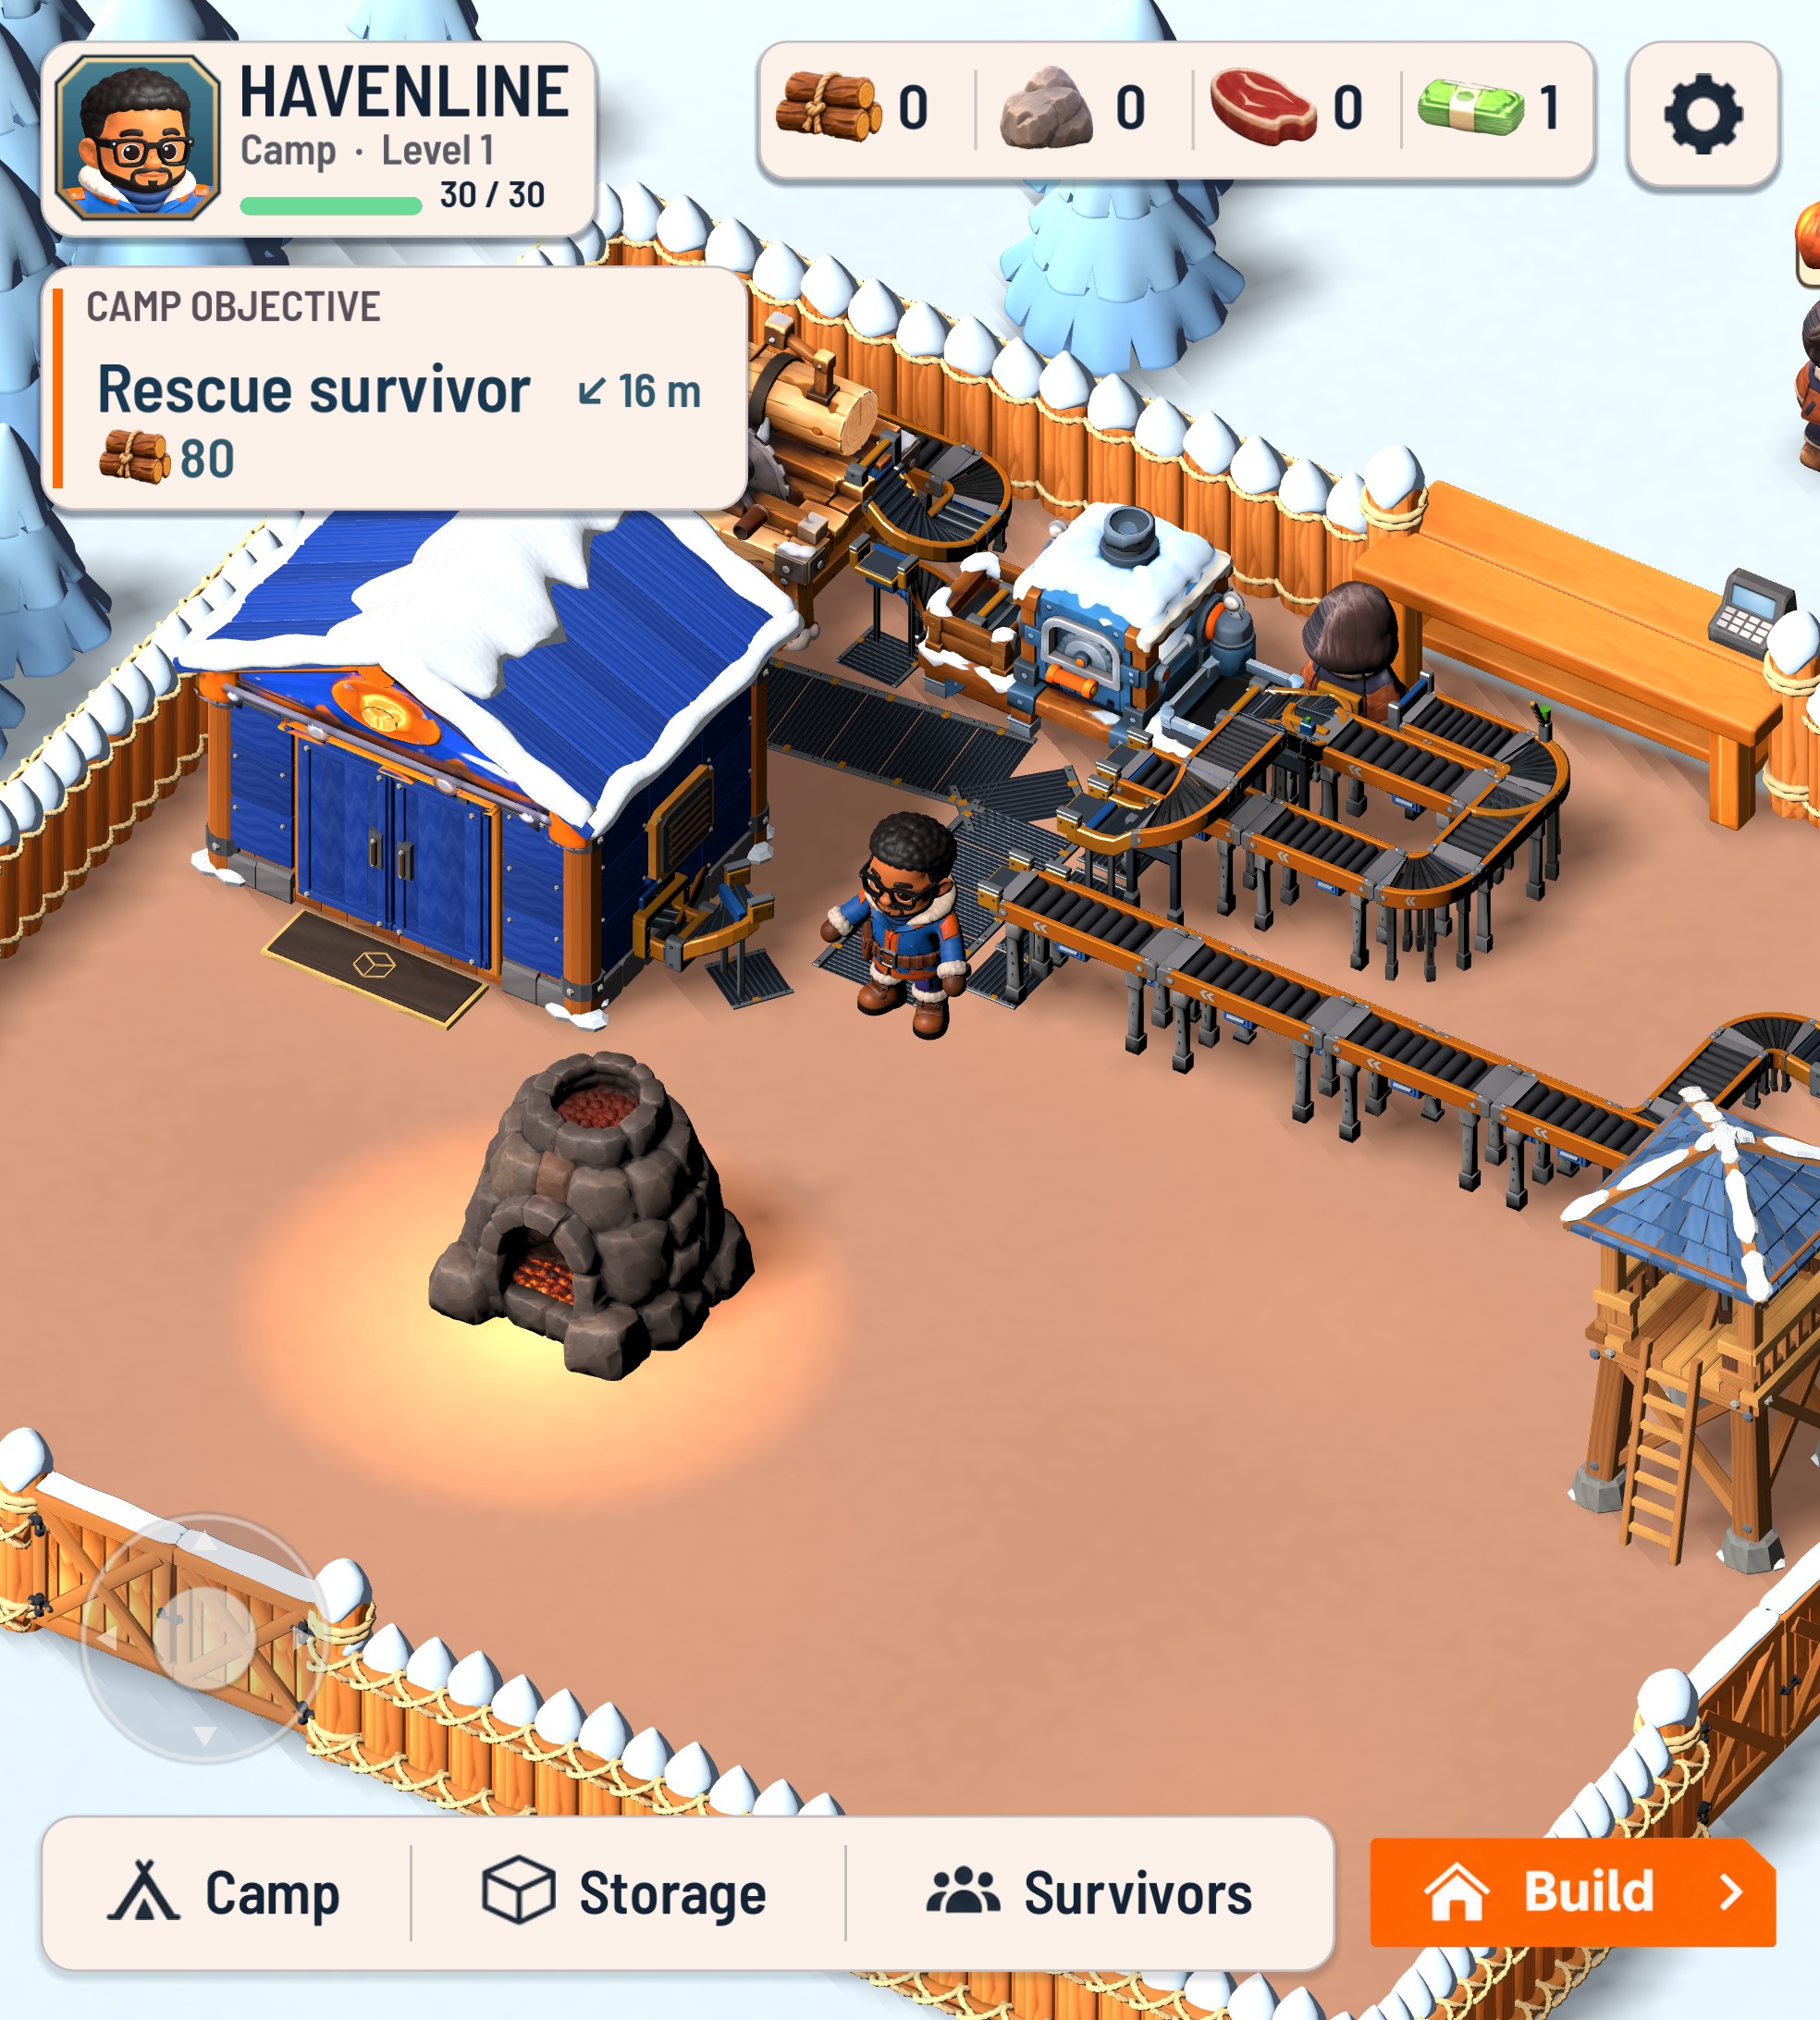 HAVENLINE
Camp · Level 1
30 / 30
0
0
0
1
CAMP OBJECTIVE
Rescue survivor ↙ 16 m
80
Camp
Storage
Survivors
Build